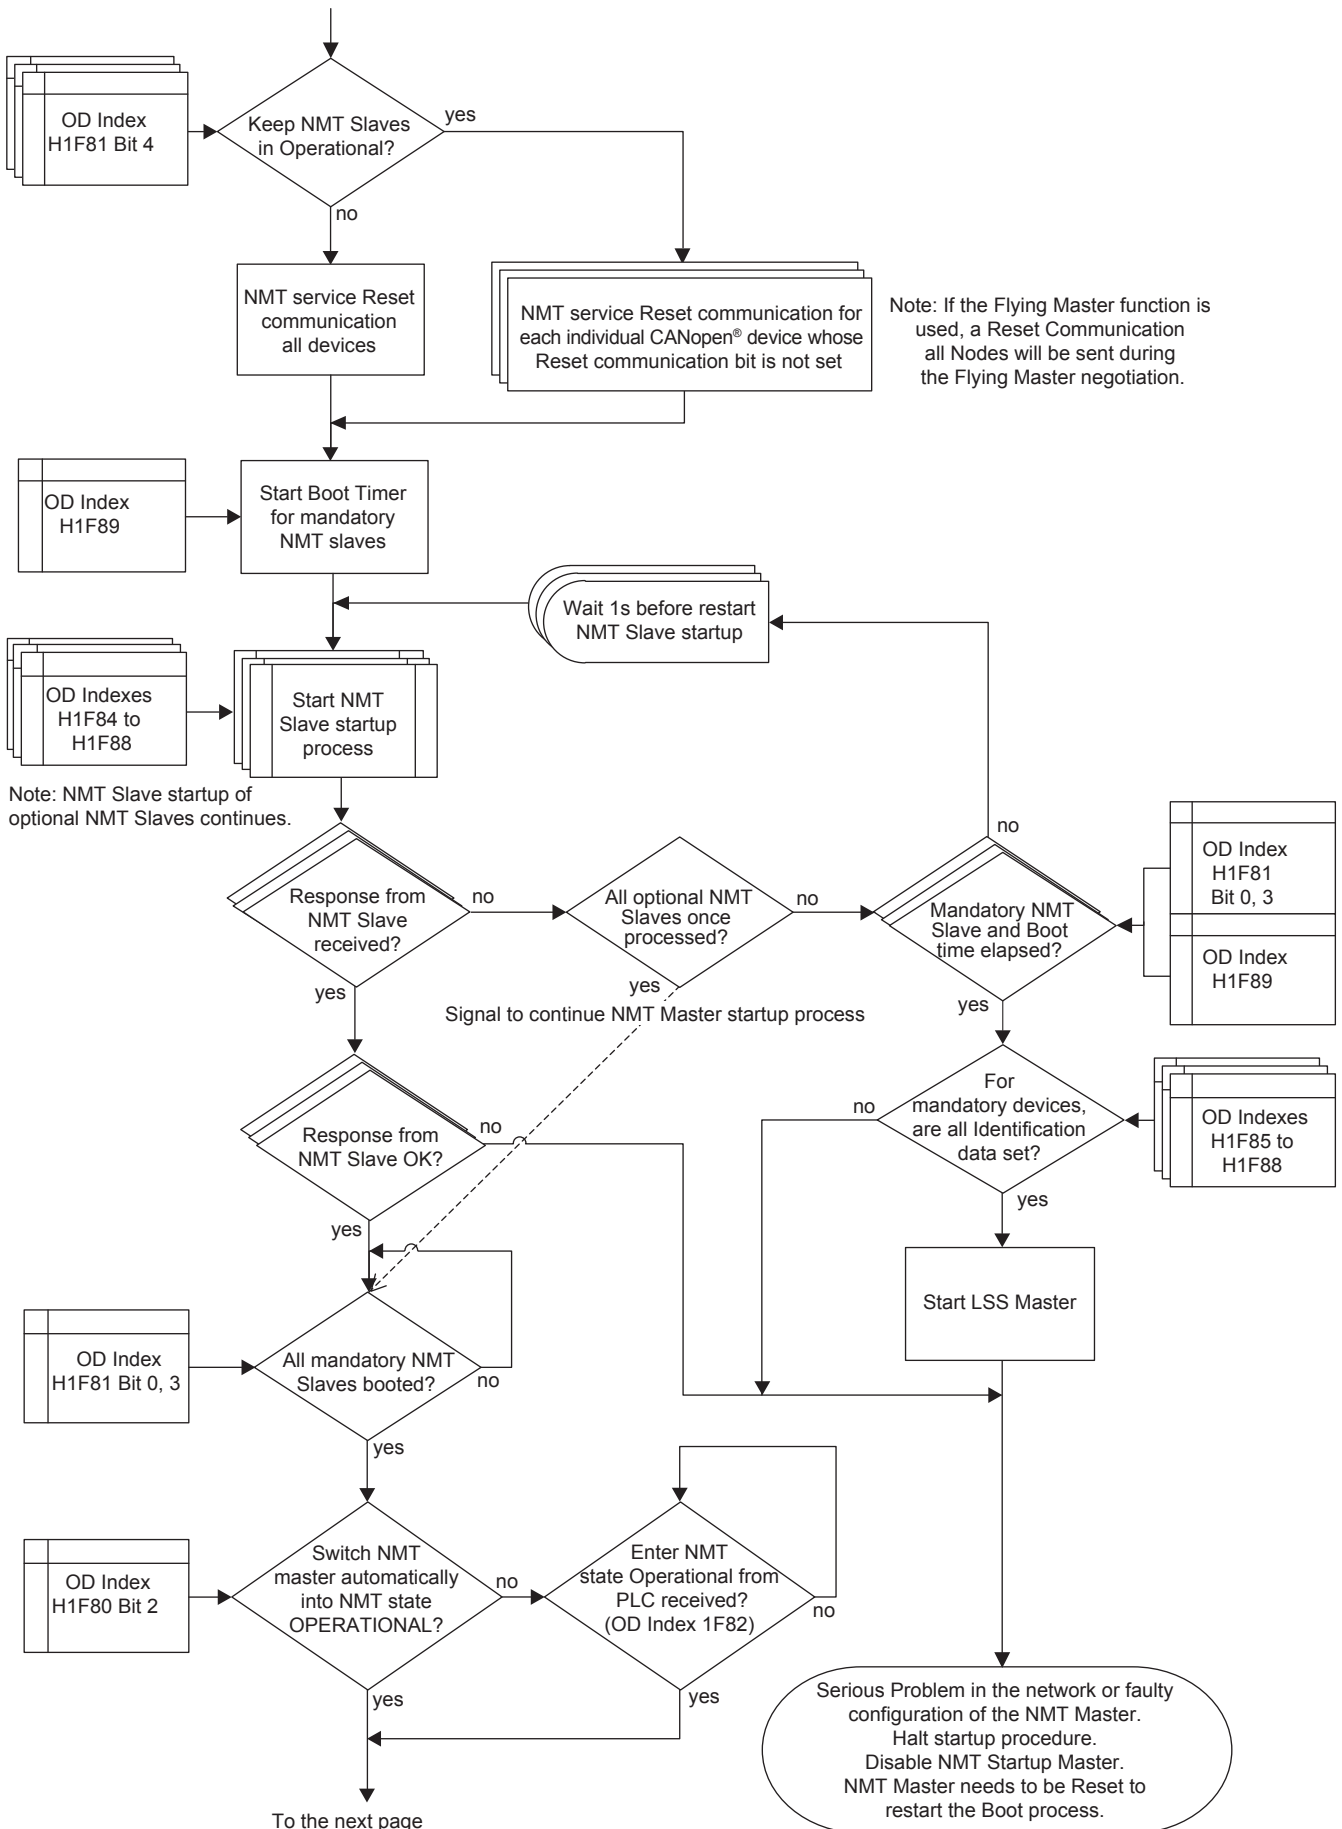 OD Index
H1F81 Bit 4
Keep NMT Slaves
in Operational?
yes
no
NMT service Reset
communication
all devices
NMT service Reset communication for
each individual CANopen® device whose
Reset communication bit is not set
Note: If the Flying Master function is
used, a Reset Communication
all Nodes will be sent during
the Flying Master negotiation.
OD Index
H1F89
Start Boot Timer
for mandatory
NMT slaves
Wait 1s before restart
NMT Slave startup
OD Indexes
H1F84 to
H1F88
Start NMT
Slave startup
process
Note: NMT Slave startup of
optional NMT Slaves continues.
Response from
NMT Slave
received?
no
yes
All optional NMT
Slaves once
processed?
no
yes
Mandatory NMT
Slave and Boot
time elapsed?
no
yes
OD Index
H1F81
Bit 0, 3
OD Index
H1F89
Signal to continue NMT Master startup process
Response from
NMT Slave OK?
no
yes
For
mandatory devices,
are all Identification
data set?
no
yes
OD Indexes
H1F85 to
H1F88
Start LSS Master
OD Index
H1F81 Bit 0, 3
All mandatory NMT
Slaves booted?
no
yes
OD Index
H1F80 Bit 2
Switch NMT
master automatically
into NMT state
OPERATIONAL?
no
yes
Enter NMT
state Operational from
PLC received?
(OD Index 1F82)
no
yes
Serious Problem in the network or faulty
configuration of the NMT Master.
Halt startup procedure.
Disable NMT Startup Master.
NMT Master needs to be Reset to
restart the Boot process.
To the next page